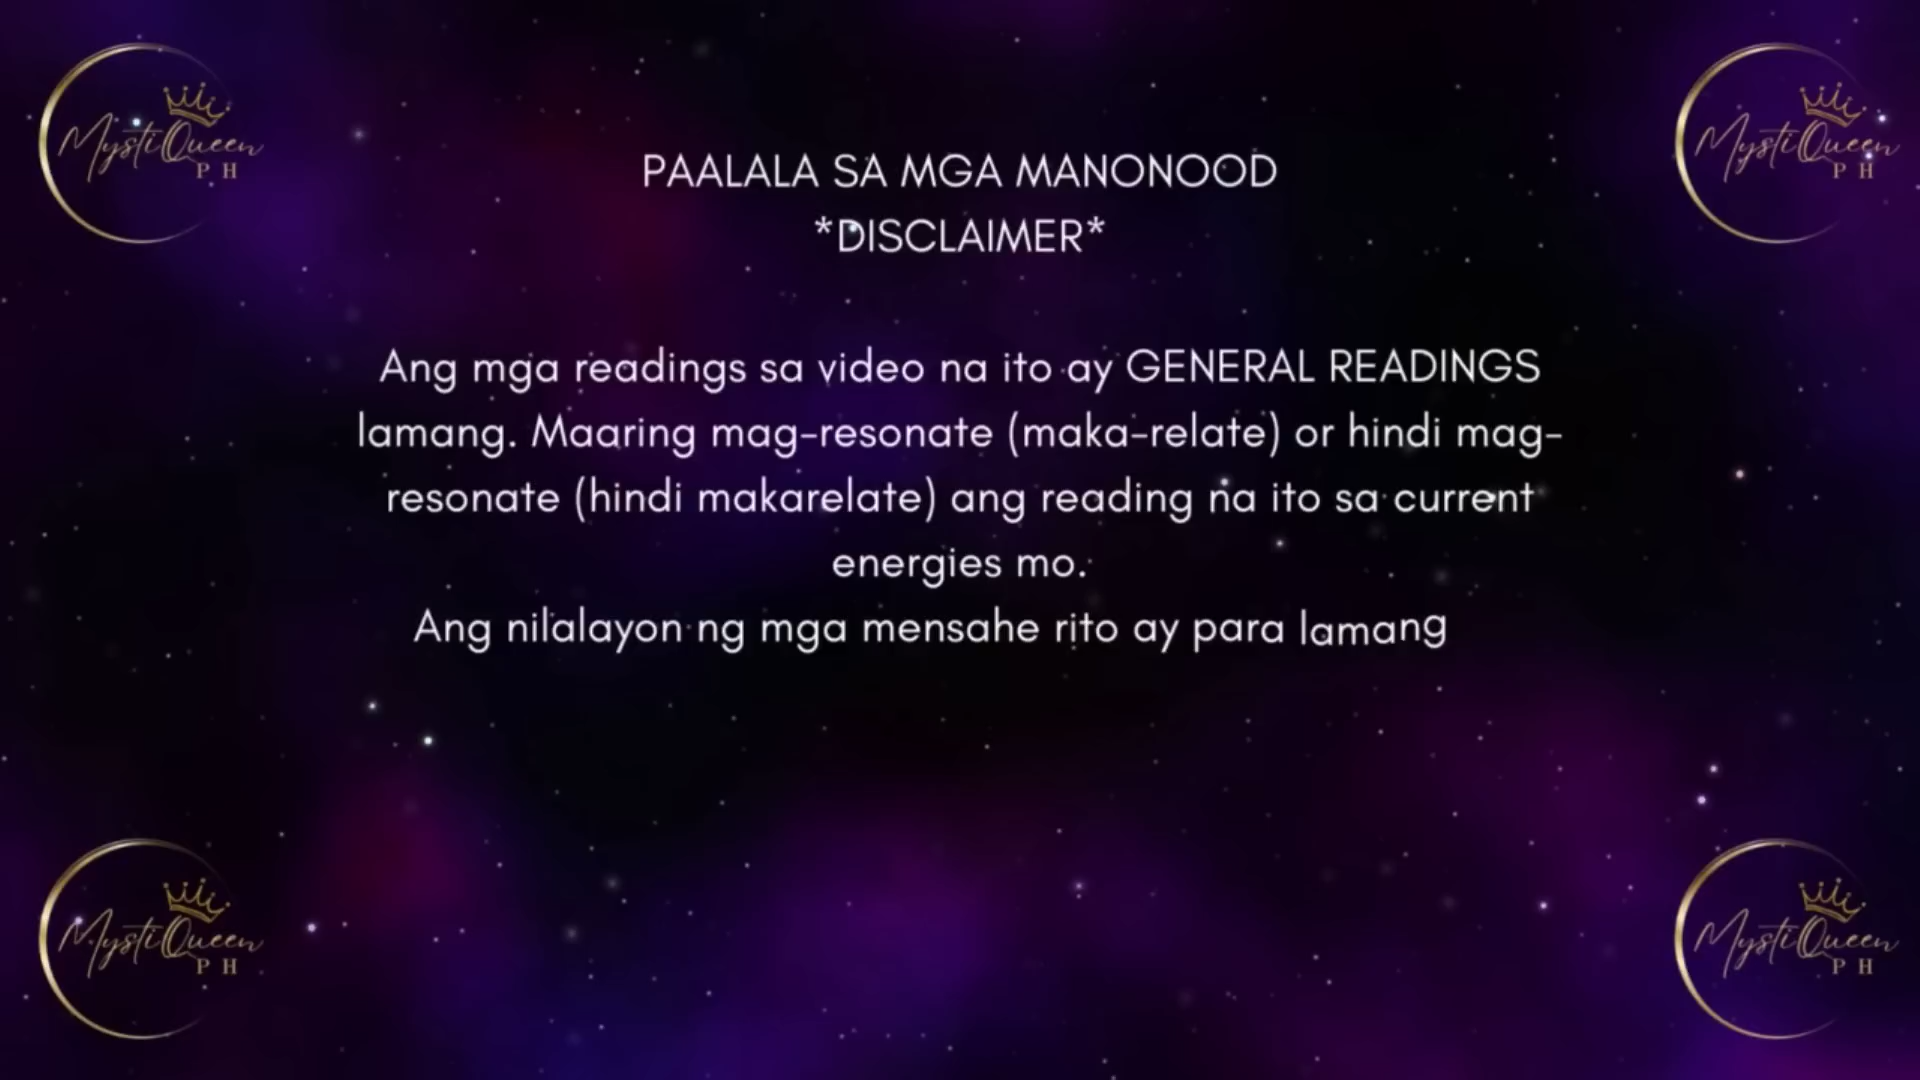 MystiQueen
PH
MystiQueen
PH
PAALALA SA MGA MANONOOD
*DISCLAIMER*
Ang mga readings sa video na ito ay GENERAL READINGS
lamang. Maaring mag-resonate (maka-relate) or hindi mag-
resonate (hindi makarelate) ang reading na ito sa current
energies mo.
Ang nilalayon ng mga mensahe rito ay para lamang
MystiQueen
PH
MystiQueen
PH